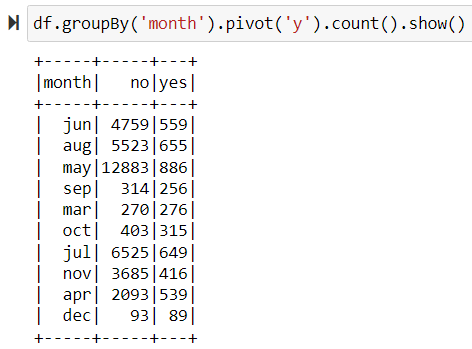 df.groupBy('month').pivot('y').count().show()
+-----+-----+---+
|month|   no|yes|
+-----+-----+---+
|  jun| 4759|559|
|  aug| 5523|655|
|  may|12883|886|
|  sep|  314|256|
|  mar|  270|276|
|  oct|  403|315|
|  jul| 6525|649|
|  nov| 3685|416|
|  apr| 2093|539|
|  dec|   93| 89|
+-----+-----+---+